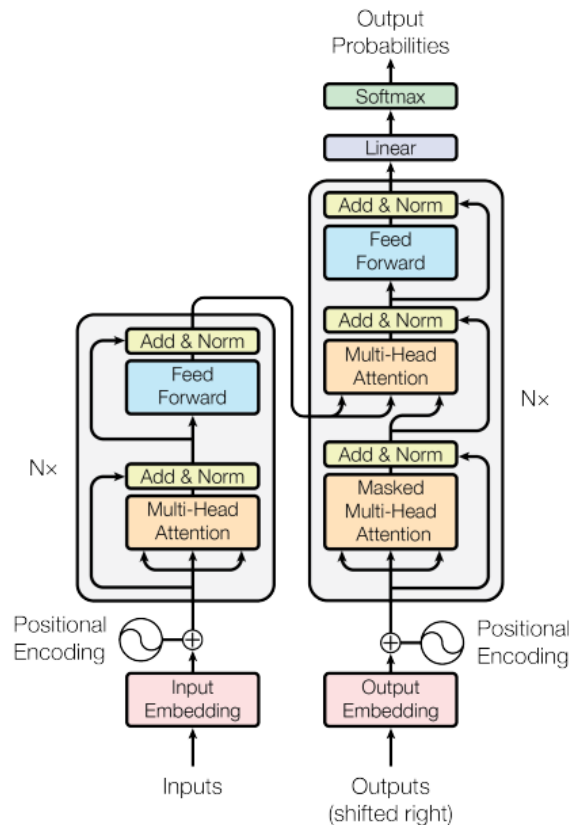 Output
Probabilities
Softmax
Linear
Add & Norm
Feed
Forward
Add & Norm
Multi-Head
Attention
Add & Norm
Masked
Multi-Head
Attention
N×
Add & Norm
Feed
Forward
Add & Norm
Multi-Head
Attention
N×
Positional
Encoding
Positional
Encoding
Input
Embedding
Output
Embedding
Inputs
Outputs
(shifted right)